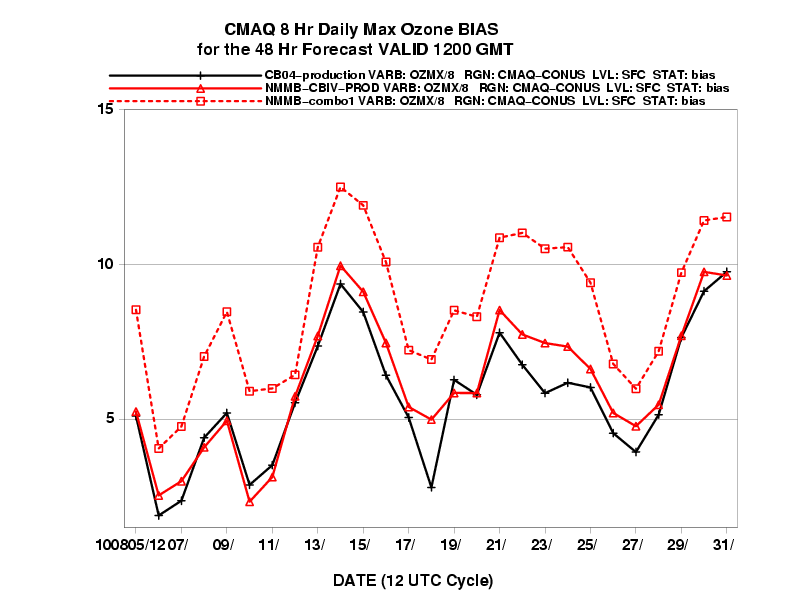 CMAQ 8 Hr Daily Max Ozone BIAS
for the 48 Hr Forecast VALID 1200 GMT
CB04-production VARB: OZMX/8 RGN: CMAQ-CONUS LVL: SFC STAT: bias
NMMB-CBIV-PROD VARB: OZMX/8 RGN: CMAQ-CONUS LVL: SFC STAT: bias
NMMB-combo1 VARB: OZMX/8 RGN: CMAQ-CONUS LVL: SFC STAT: bias
15
10
5
100805/12 07/ 09/ 11/ 13/ 15/ 17/ 19/ 21/ 23/ 25/ 27/ 29/ 31/
DATE (12 UTC Cycle)